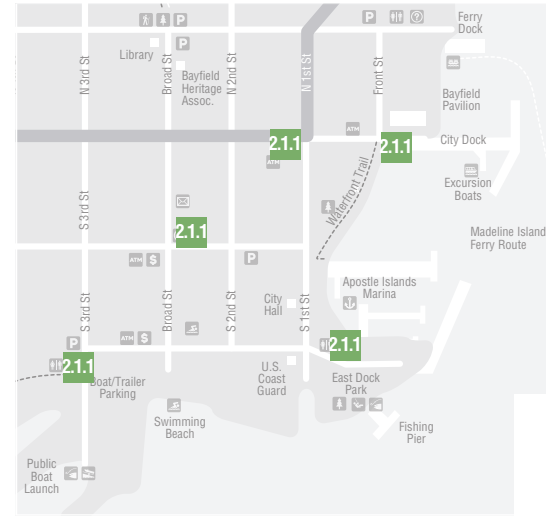 P
P
?
Ferry
Dock
Library
P
N 3rd St
Broad St
N 2nd St
N 1st St
Front St
Bayfield
Heritage
Assoc.
Bayfield
Pavilion
ATM
2.1.1
2.1.1
City Dock
ATM
Excursion
Boats
Waterfront Trail
S 3rd St
2.1.1
Madeline Island
Ferry Route
ATM $
P
Apostle Islands
Marina
S 3rd St
Broad St
S 2nd St
City
Hall
S 1st St
ATM $
P
2.1.1
2.1.1
Boat/Trailer
Parking
U.S.
Coast
Guard
East Dock
Park
Swimming
Beach
Fishing
Pier
Public
Boat
Launch